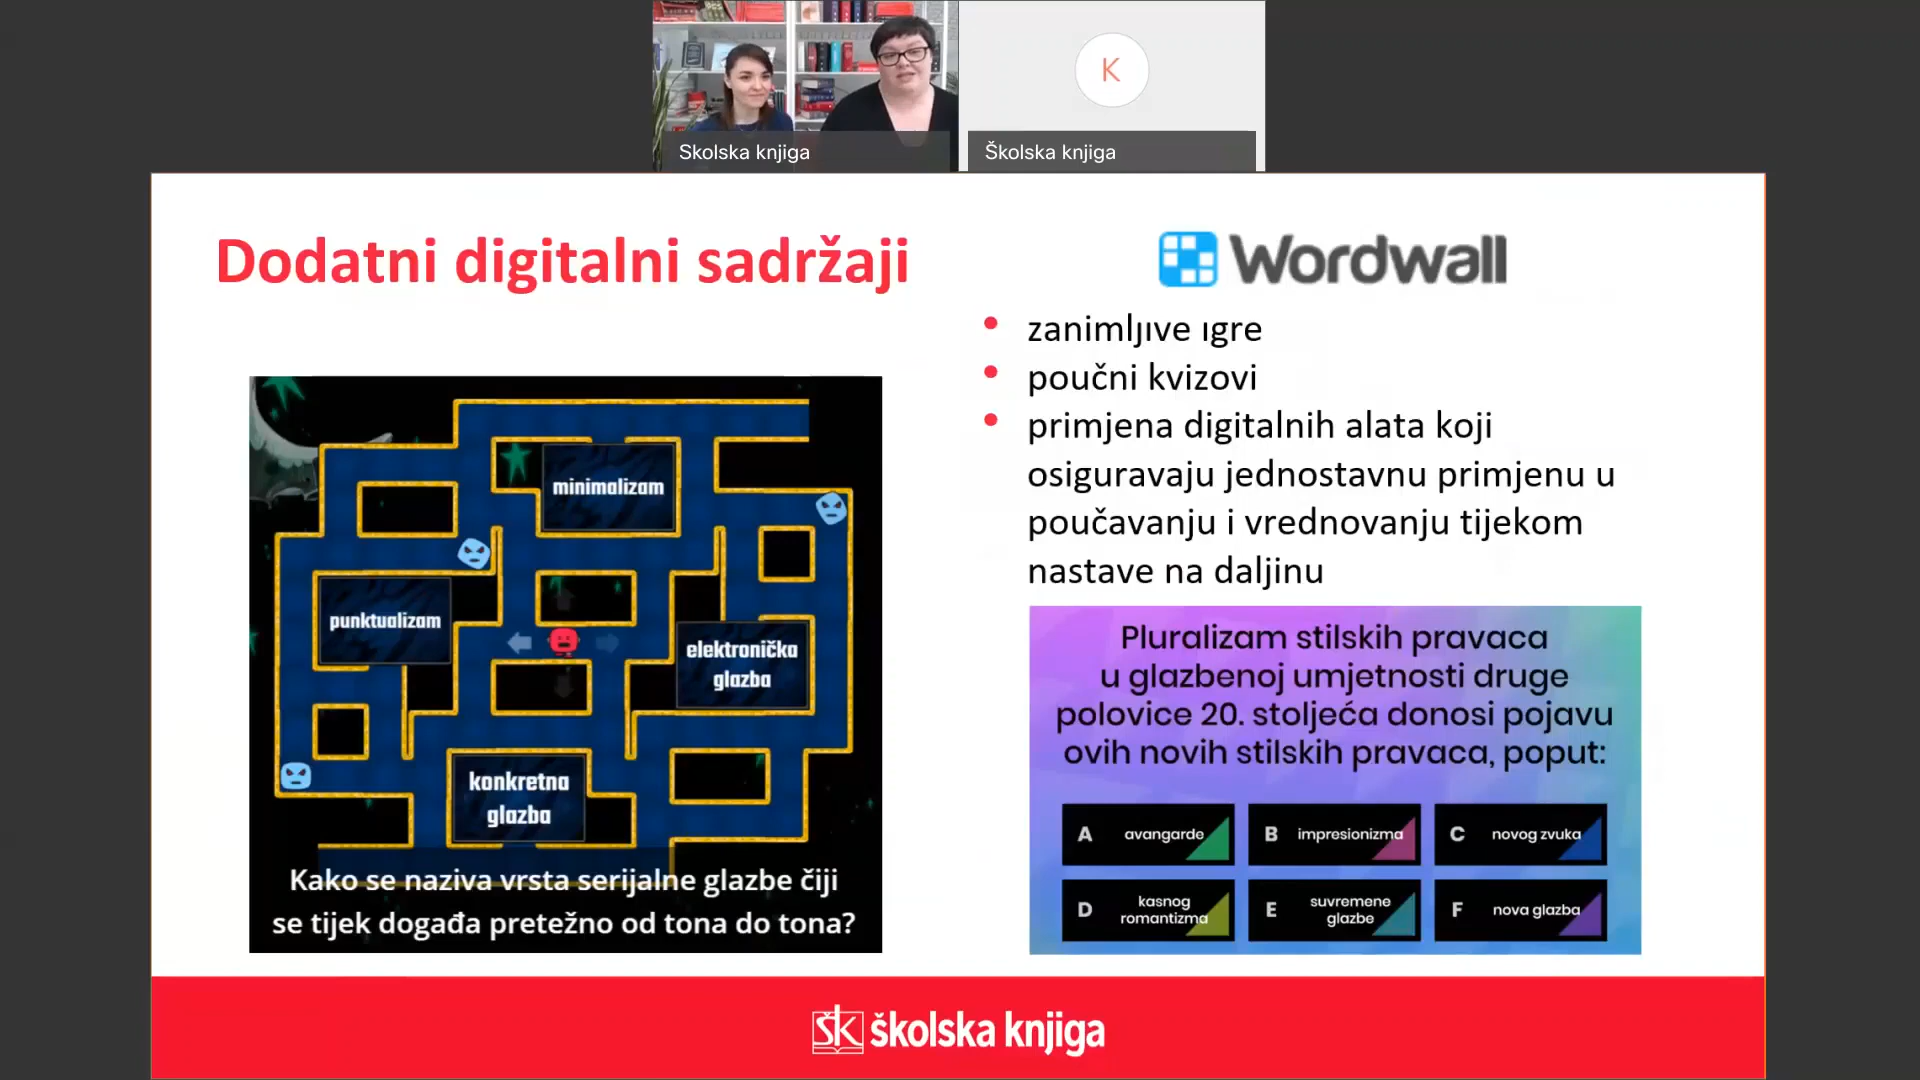 K
Skolska knjiga
Školska knjiga
Dodatni digitalni sadržaji
Wordwall
• zanimljive igre
• poučni kvizovi
• primjena digitalnih alata koji
osiguravaju jednostavnu primjenu u
poučavanju i vrednovanju tijekom
nastave na daljinu
minimalizam
punktualizam
elektronička
glazba
konkretna
glazba
Kako se naziva vrsta serijalne glazbe čiji
se tijek događa pretežno od tona do tona?
Pluralizam stilskih pravaca
u glazbenoj umjetnosti druge
polovice 20. stoljeća donosi pojavu
ovih novih stilskih pravaca, poput:
A avangarde
B impresionizma
C novog zvuka
D kasnog
romantizma
E suvremene
glazbe
F nova glazba
ŠK školska knjiga